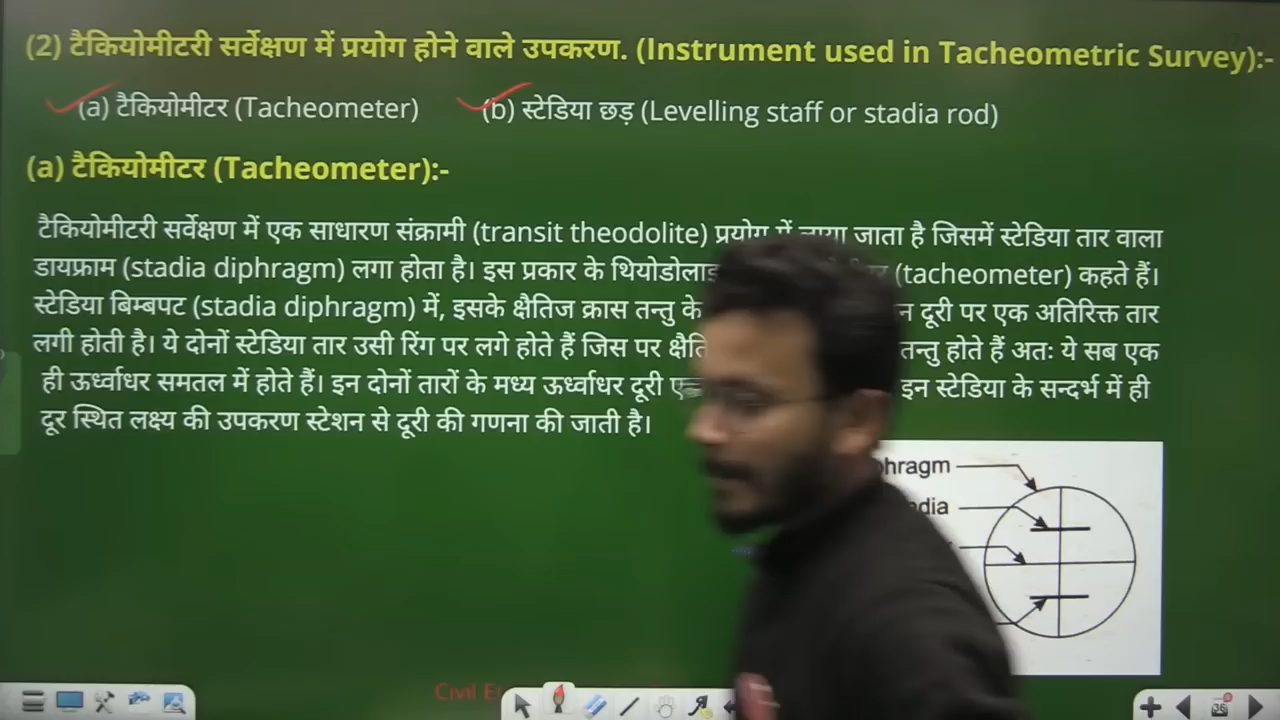 (2) टैकियोमीटरी सर्वेक्षण में प्रयोग होने वाले उपकरण. (Instrument used in Tacheometric Survey):-
(a) टैकियोमीटर (Tacheometer) (b) स्टेडिया छड़ (Levelling staff or stadia rod)
(a) टैकियोमीटर (Tacheometer):-
टैकियोमीटरी सर्वेक्षण में एक साधारण संक्रामी (transit theodolite) प्रयोग में लाया जाता है जिसमें स्टेडिया तार वाला
डायफ्राम (stadia diphragm) लगा होता है। इस प्रकार के (tacheometer) कहते हैं।
स्टेडिया बिम्बपट (stadia diphragm) में, इसके क्षैतिज क्रास तन्तु के दूरी पर एक अतिरिक्त तार
लगी होती है। ये दोनों स्टेडिया तार उसी रिंग पर लगे होते हैं जिस पर तन्तु होते हैं अतः ये सब एक
ही ऊर्ध्वाधर समतल में होते हैं। इन दोनों तारों के मध्य ऊर्ध्वाधर दूरी इन स्टेडिया के सन्दर्भ में ही
दूर स्थित लक्ष्य की उपकरण स्टेशन से दूरी की गणना की जाती है।
Civil
36